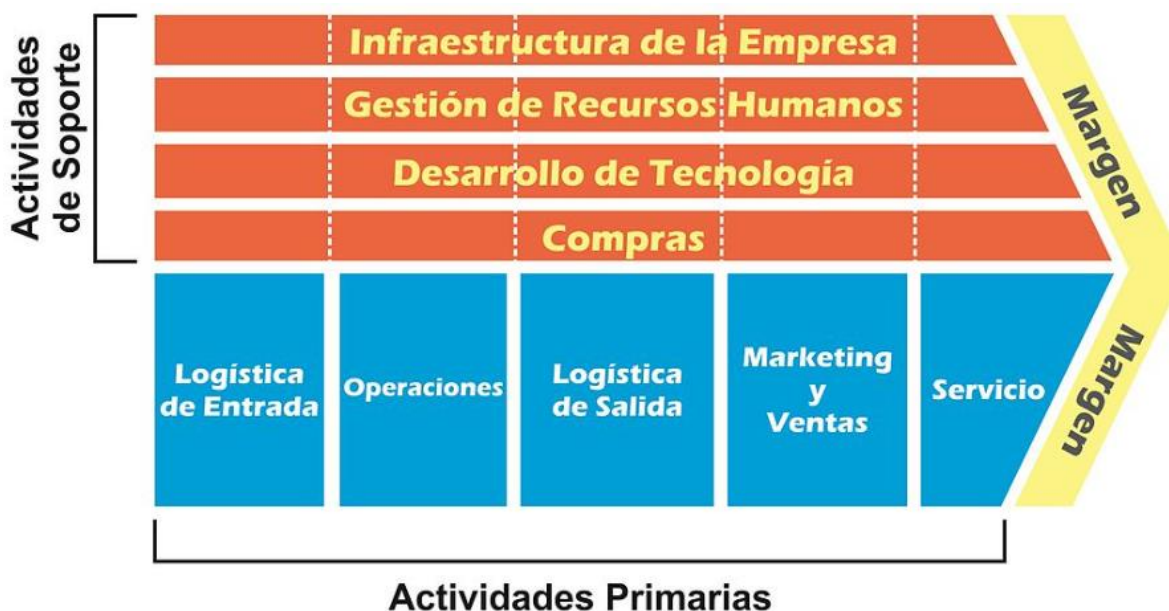 Actividades
de Soporte
Infraestructura de la Empresa
Gestión de Recursos Humanos
Desarrollo de Tecnología
Compras
Margen
Margen
Logística
de Entrada
Operaciones
Logística
de Salida
Marketing
y
Ventas
Servicio
Actividades Primarias